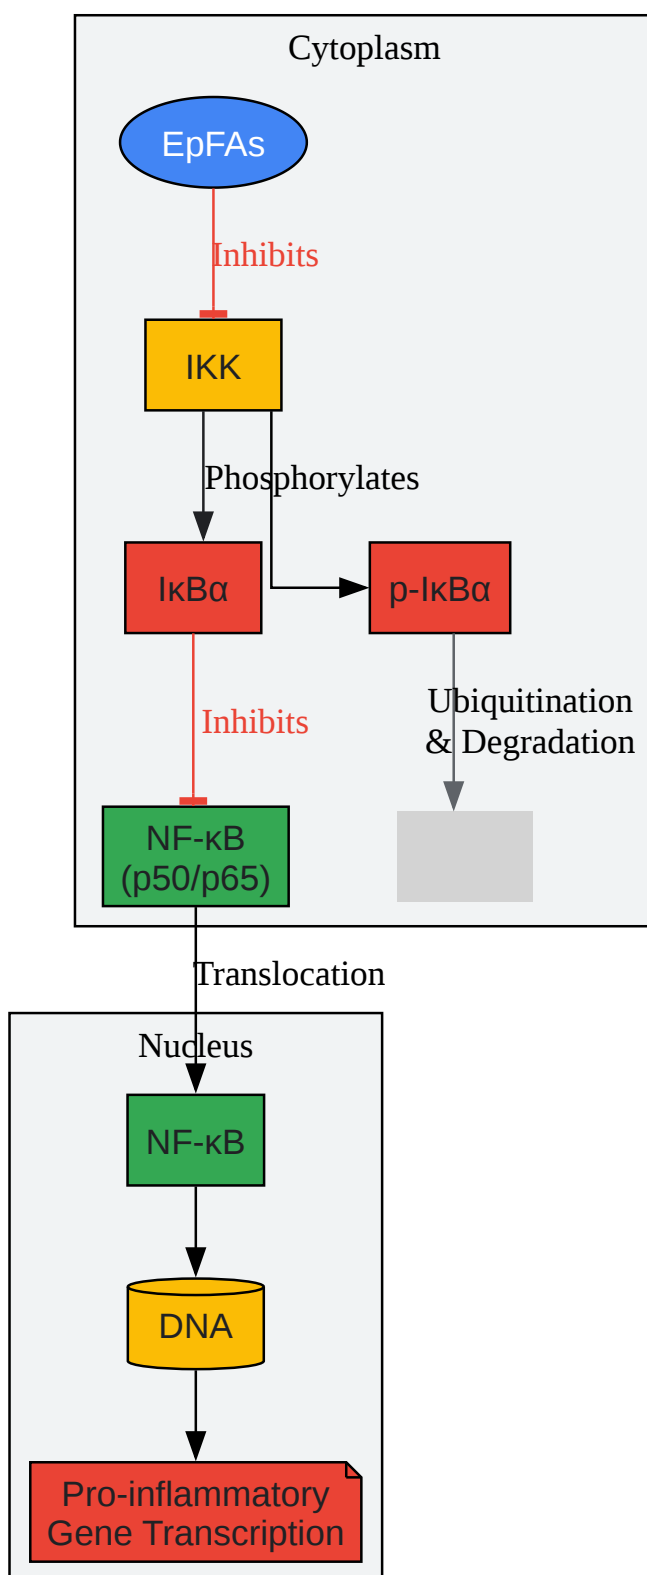 Cytoplasm
EpFAs
Inhibits
IKK
Phosphorylates
IκBα
p-IκBα
Inhibits
Ubiquitination
& Degradation
NF-κB
(p50/p65)
Translocation
Nucleus
NF-κB
DNA
Pro-inflammatory
Gene Transcription